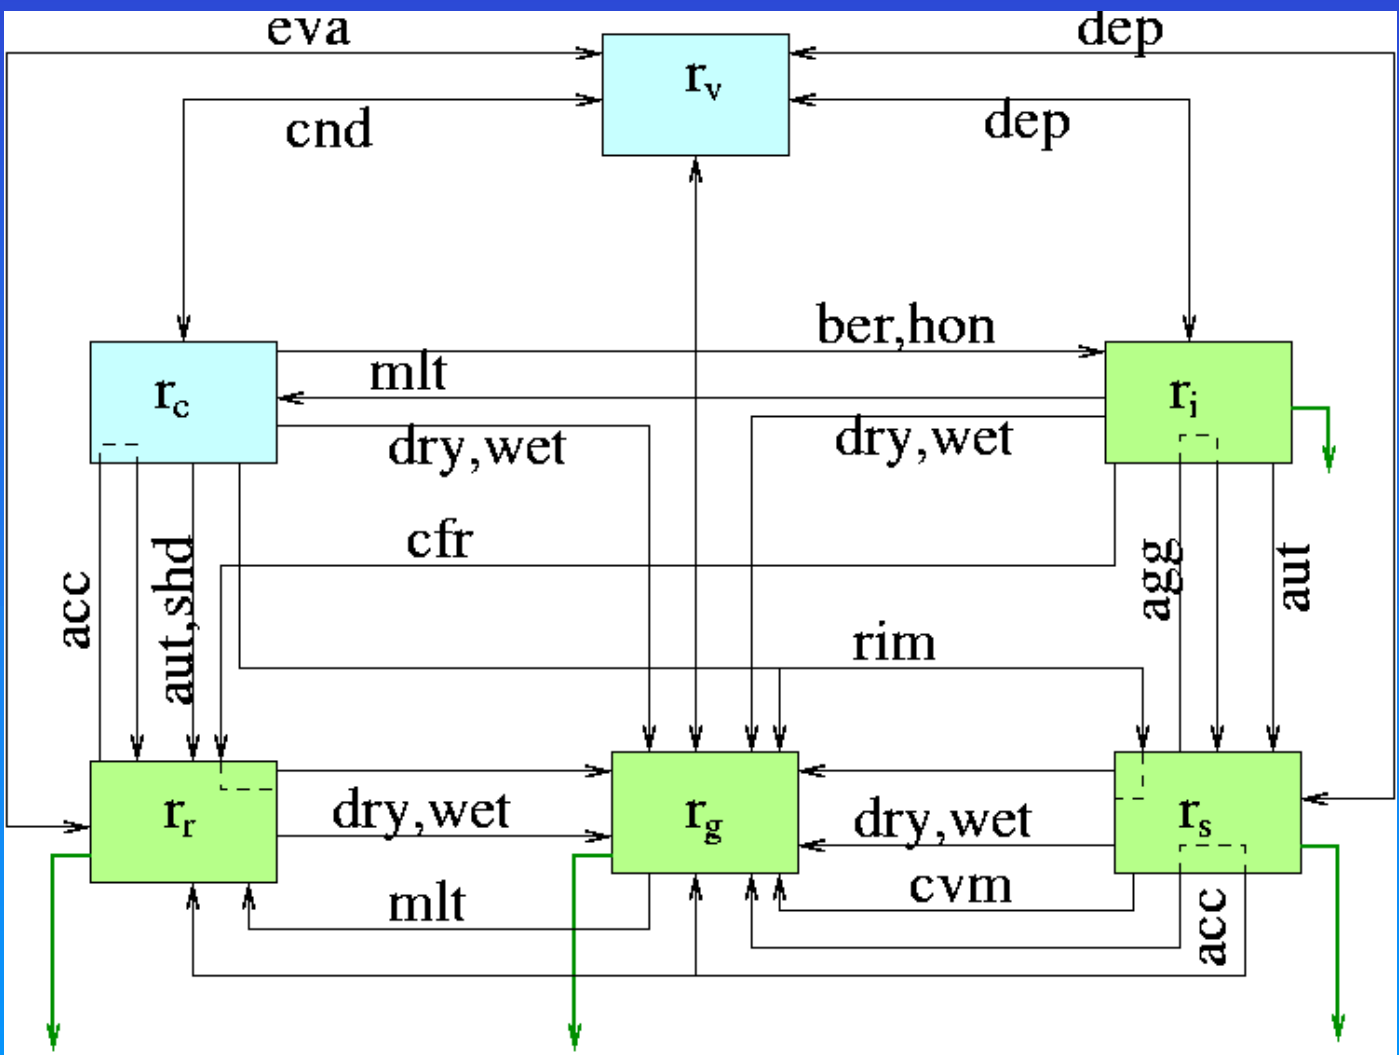 eva
dep
r_v
cnd
dep
ber,hon
mlt
r_c
r_i
dry,wet
dry,wet
cfr
acc
aut,shd
agg
aut
rim
r_r
dry,wet
r_g
dry,wet
r_s
mlt
cvm
acc